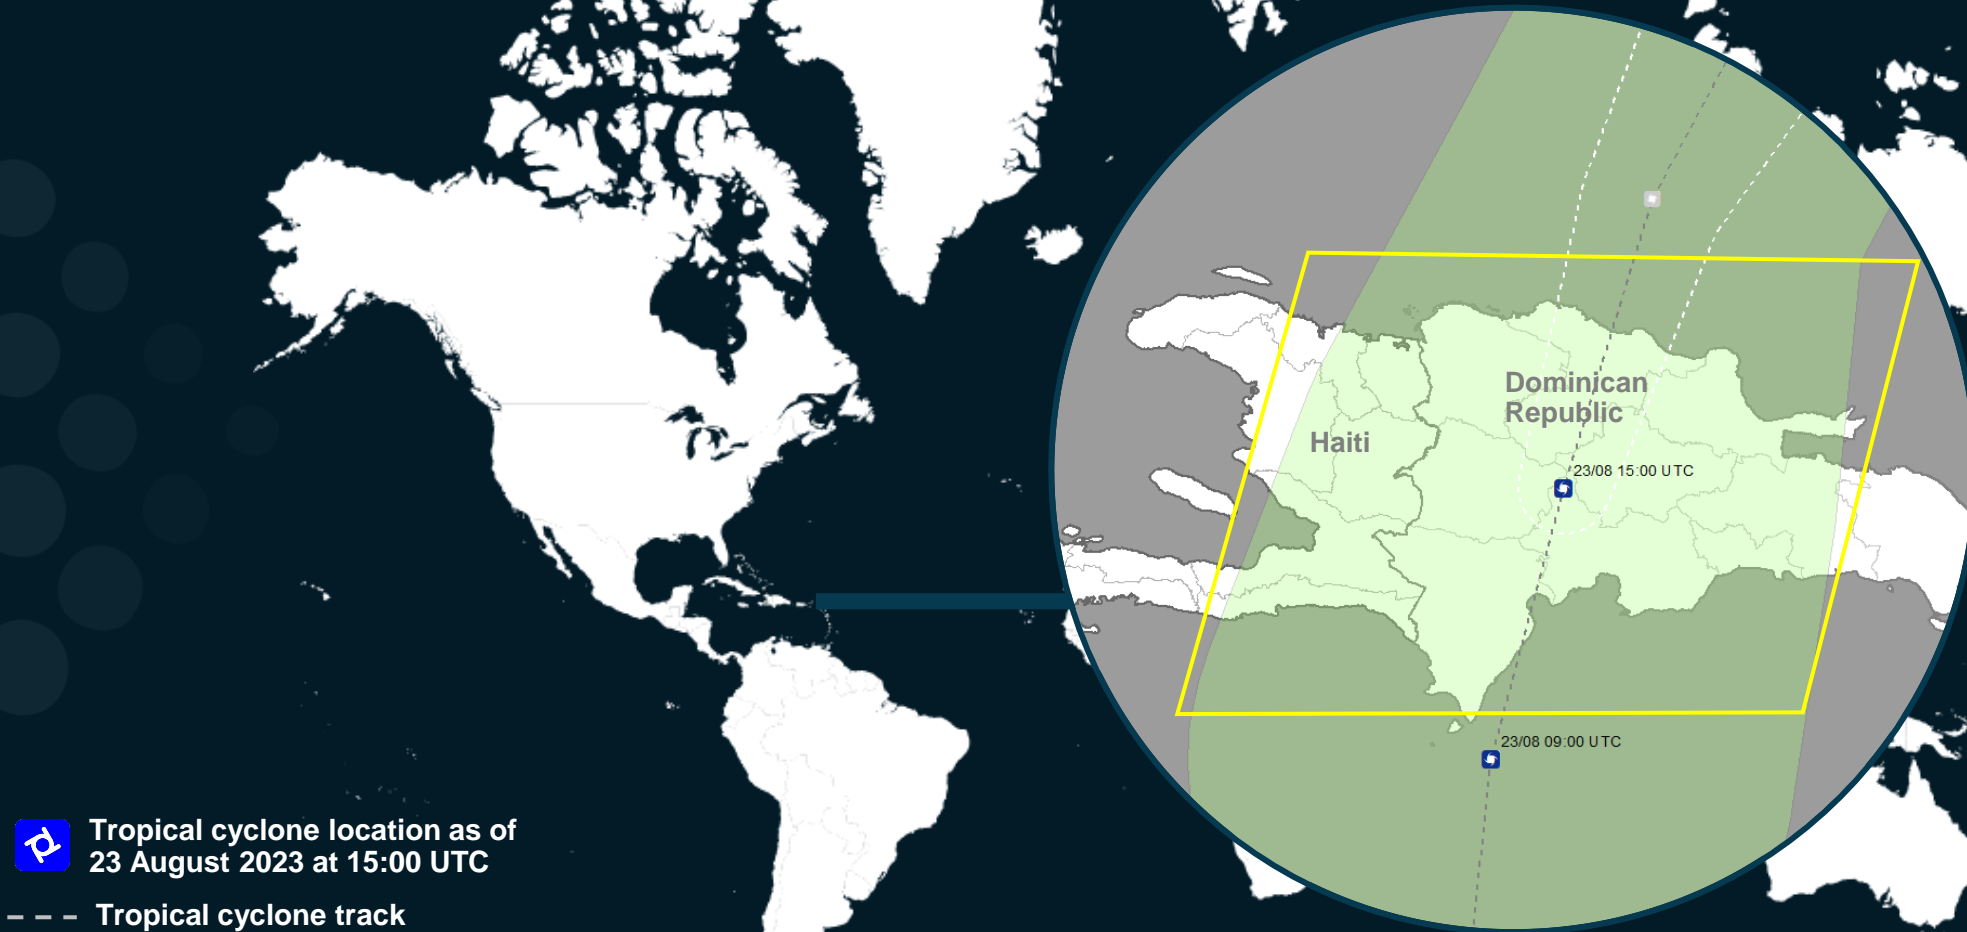 Dominican
Republic
Haiti
23/08 15:00 UTC
23/08 09:00 UTC
Tropical cyclone location as of
23 August 2023 at 15:00 UTC
Tropical cyclone track